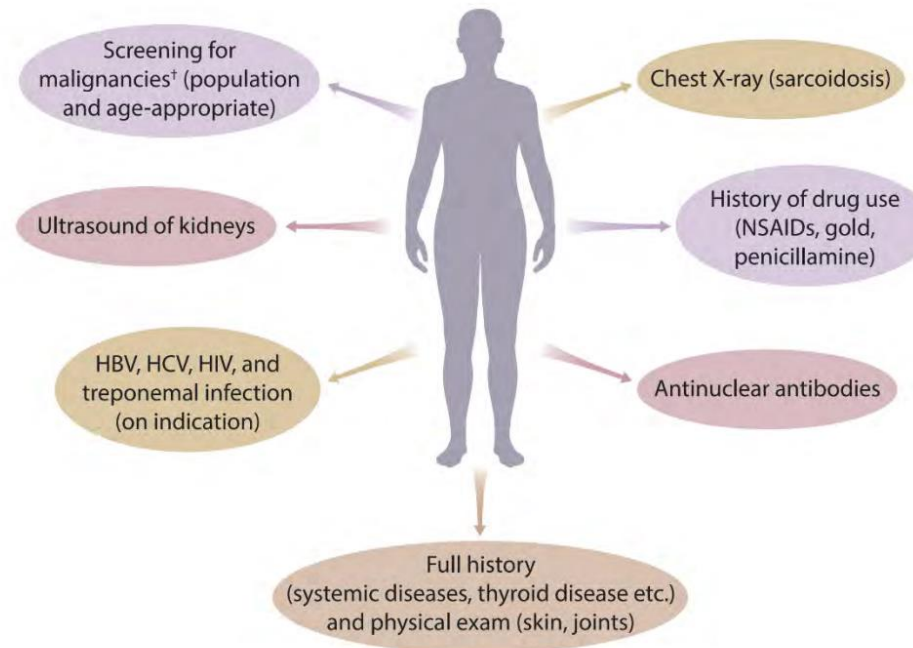 Screening for
malignancies† (population
and age-appropriate)
Chest X-ray (sarcoidosis)
Ultrasound of kidneys
History of drug use
(NSAIDs, gold,
penicillamine)
HBV, HCV, HIV, and
treponemal infection
(on indication)
Antinuclear antibodies
Full history
(systemic diseases, thyroid disease etc.)
and physical exam (skin, joints)